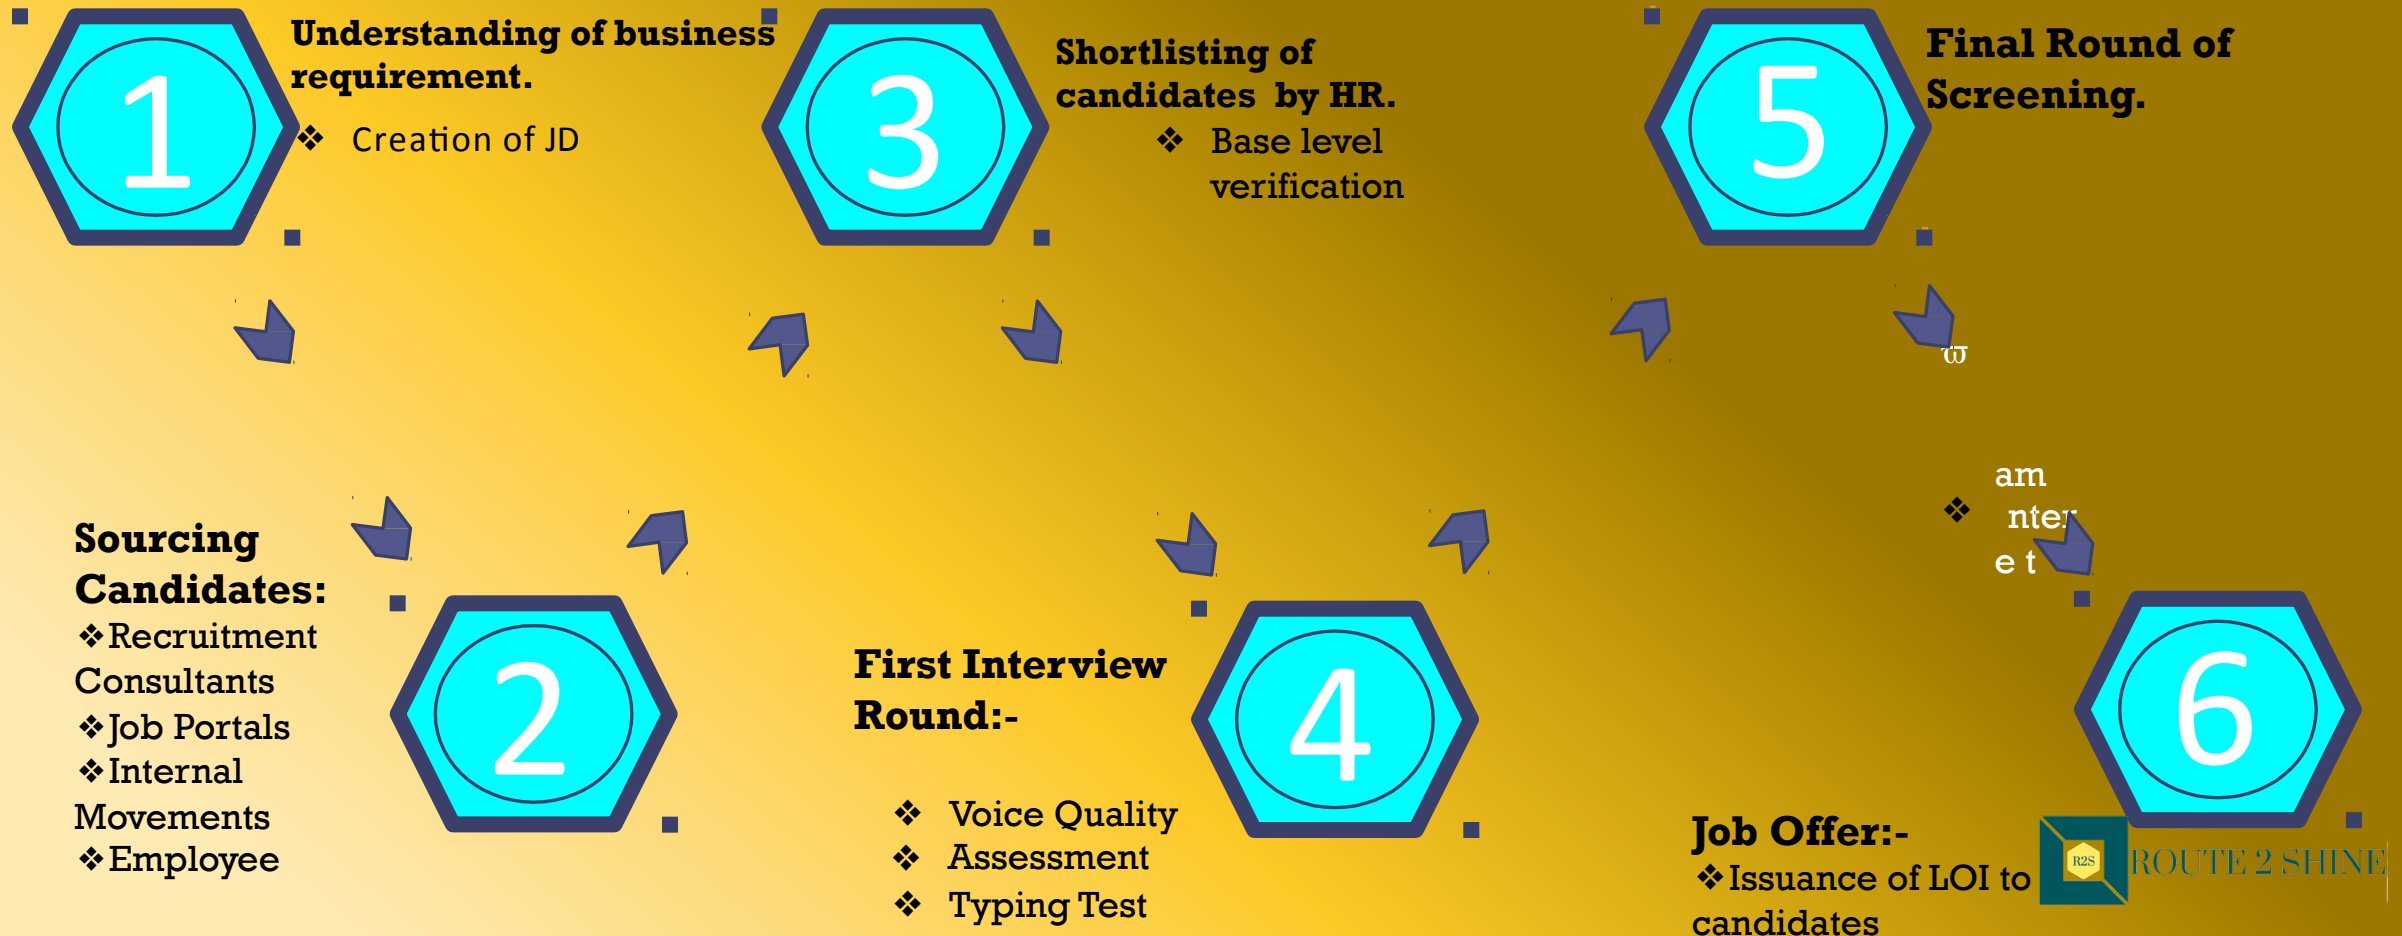 1
Understanding of business
requirement.
❖ Creation of JD
2
Sourcing
Candidates:
❖Recruitment
Consultants
❖Job Portals
❖Internal
Movements
❖Employee
3
Shortlisting of
candidates by HR.
❖ Base level
verification
4
First Interview
Round:-
❖ Voice Quality
❖ Assessment
❖ Typing Test
5
Final Round of
Screening.
ϖ
am
❖ nter
e t
6
Job Offer:-
❖Issuance of LOI to
candidates
R2S
ROUTE 2 SHINE